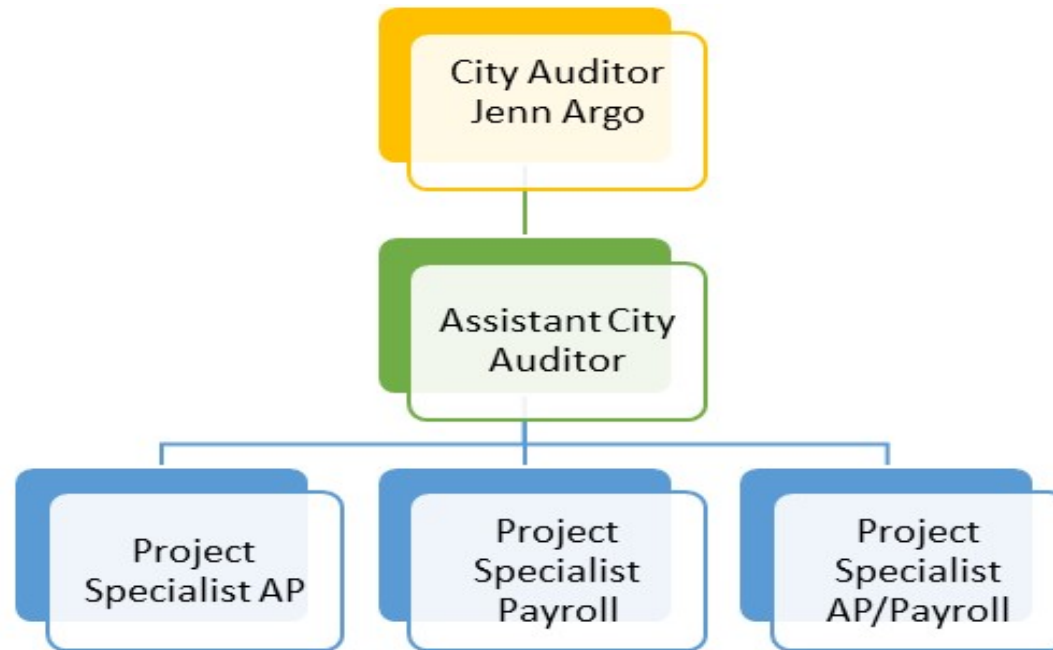 City Auditor
Jenn Argo
Assistant City
Auditor
Project
Specialist AP
Project
Specialist
Payroll
Project
Specialist
AP/Payroll